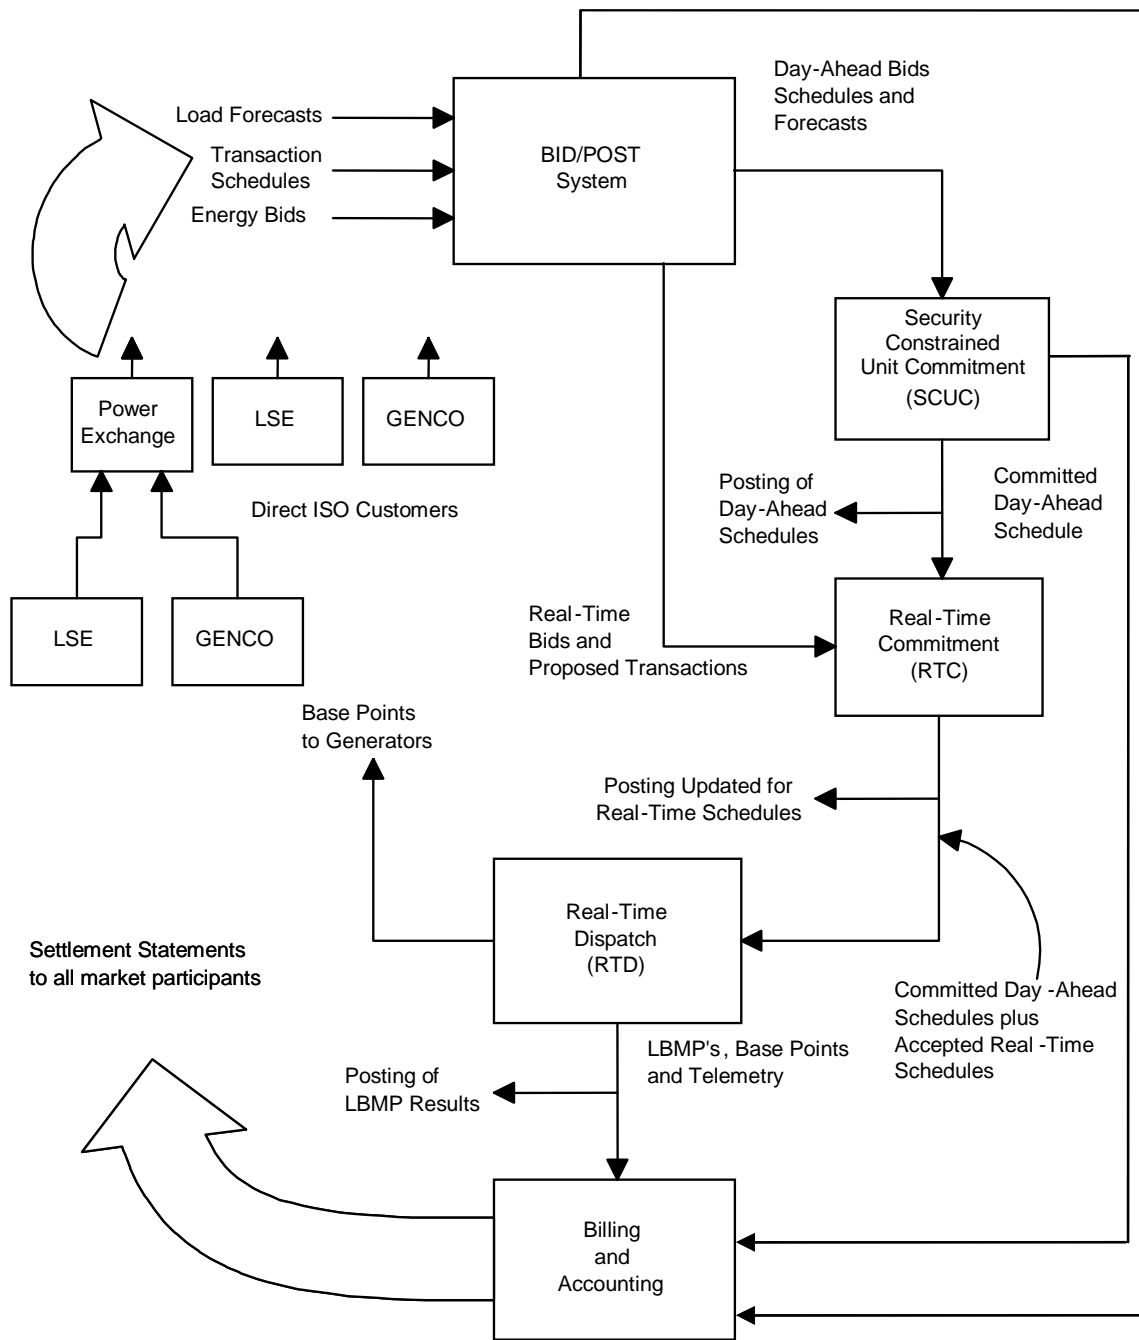 Day-Ahead Bids
Schedules and
Forecasts
Load Forecasts
Transaction
Schedules
Energy Bids
BID/POST
System
Security
Constrained
Unit Commitment
(SCUC)
Power
Exchange
LSE
GENCO
Direct ISO Customers
Posting of
Day-Ahead
Schedules
Committed
Day-Ahead
Schedule
LSE
GENCO
Real-Time
Bids and
Proposed Transactions
Real-Time
Commitment
(RTC)
Base Points
to Generators
Posting Updated for
Real-Time Schedules
Real-Time
Dispatch
(RTD)
Settlement Statements
to all market participants
Committed Day -Ahead
Schedules plus
Accepted Real -Time
Schedules
LBMP's, Base Points
and Telemetry
Posting of
LBMP Results
Billing
and
Accounting